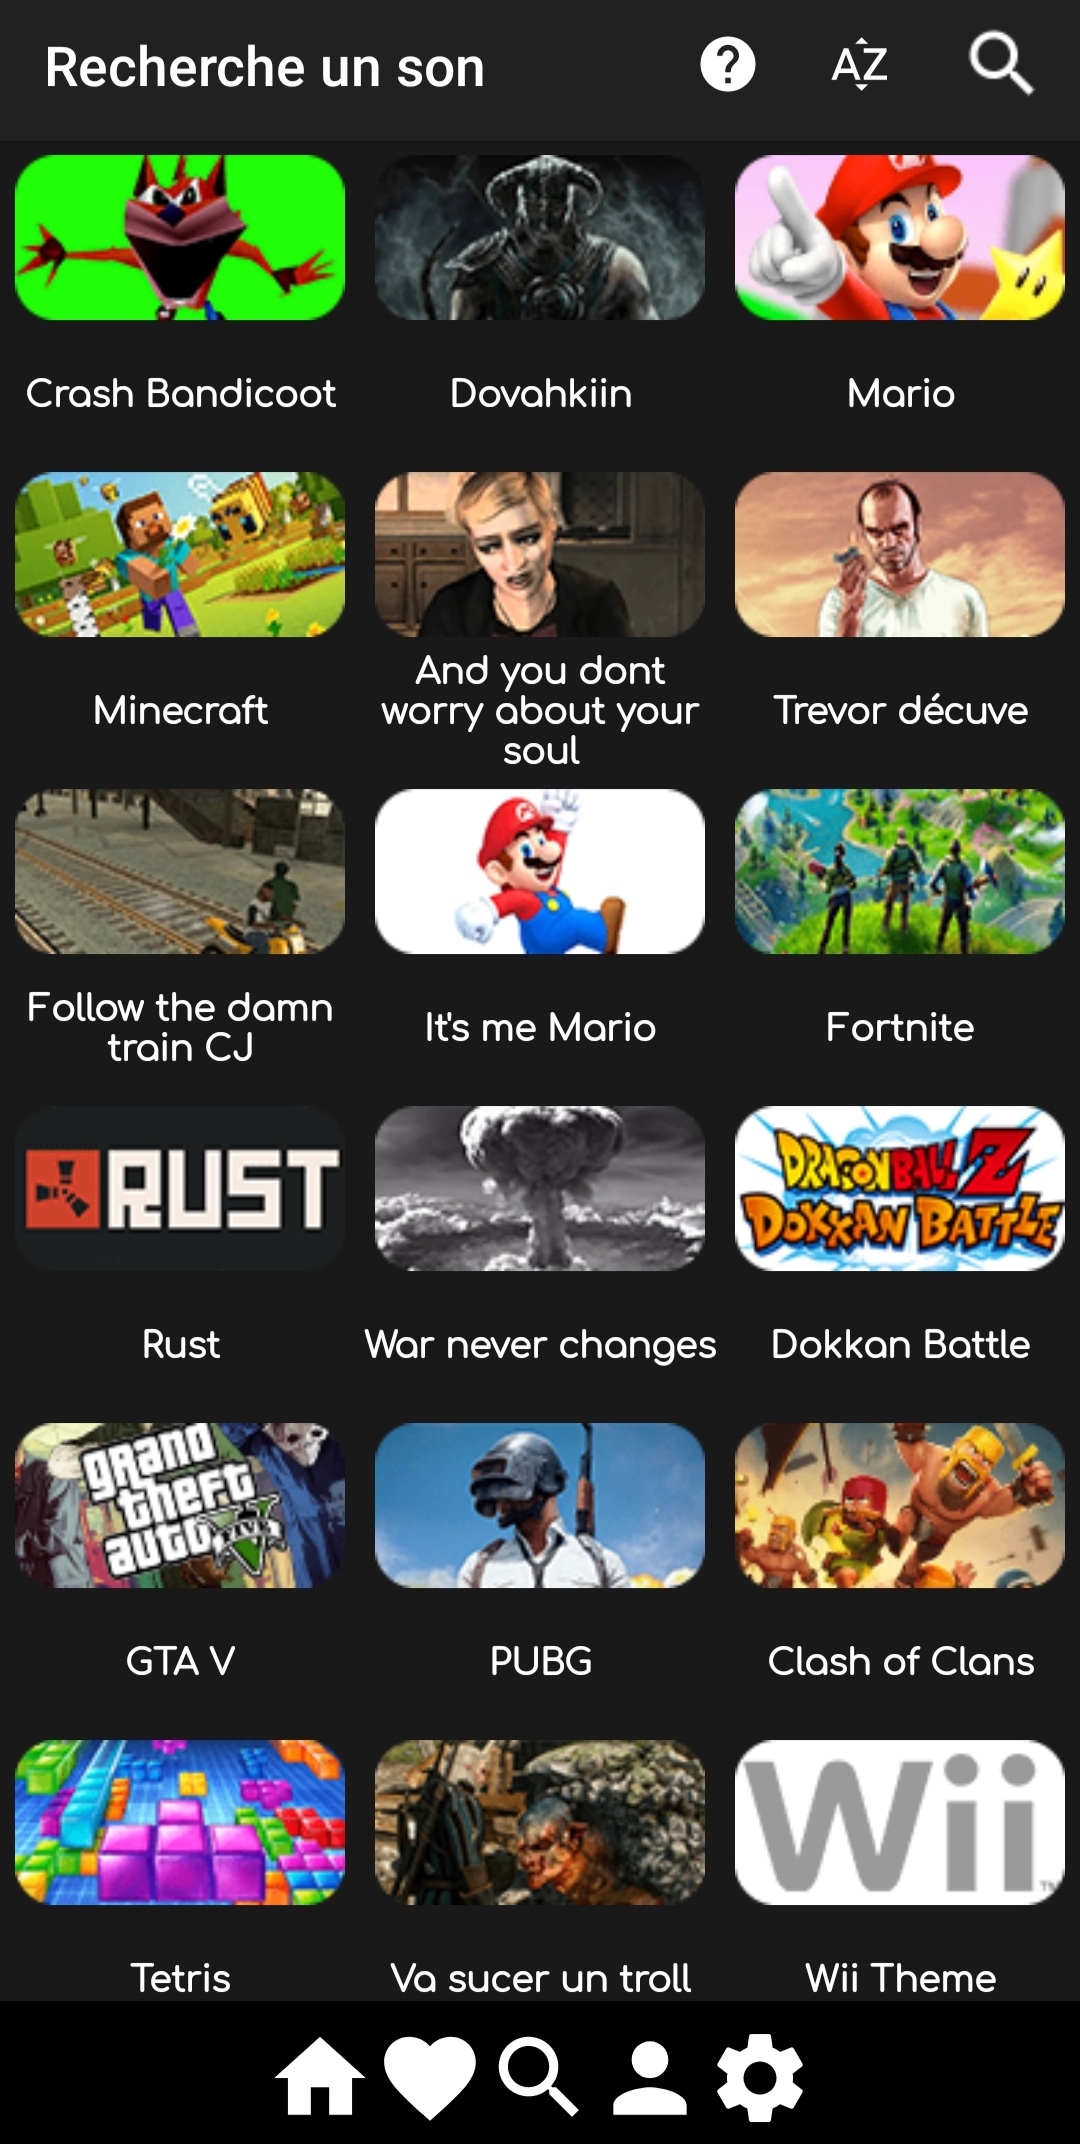 Recherche un son
AZ
Crash Bandicoot
Dovahkiin
Mario
Minecraft
And you dont
worry about your
soul
Trevor décuve
Follow the damn
train CJ
It's me Mario
Fortnite
RUST
DRAGON BALL Z
DOKKAN BATTLE
Rust
War never changes
Dokkan Battle
grand
theft
auto
FIVE
Wii
GTA V
PUBG
Clash of Clans
Tetris
Va sucer un troll
Wii Theme